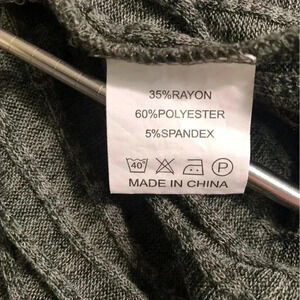 35%RAYON
60%POLYESTER
5%SPANDEX
40° P
MADE IN CHINA